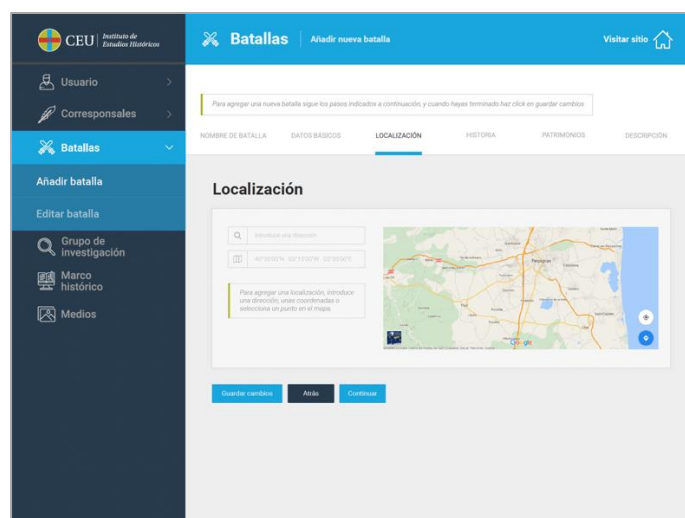 CEU Instituto de
Estudios Históricos
Batallas
Añadir nueva batalla
Visitar sitio
Usuario
Corresponsales
Batallas
Añadir batalla
Editar batalla
Grupo de
investigación
Marco
histórico
Medios
Para agregar una nueva batalla sigue los pasos indicados a continuación, y cuando hayas terminado haz click en guardar cambios
NOMBRE DE BATALLA
DATOS BÁSICOS
LOCALIZACIÓN
HISTORIA
PATRIMONIOS
DESCRIPCIÓN
Localización
Introduce una dirección
Para agregar una localización, introduce
una dirección, unas coordenadas o
selecciona un punto en el mapa.
Perpignan
Google
Guardar cambios
Atrás
Continuar